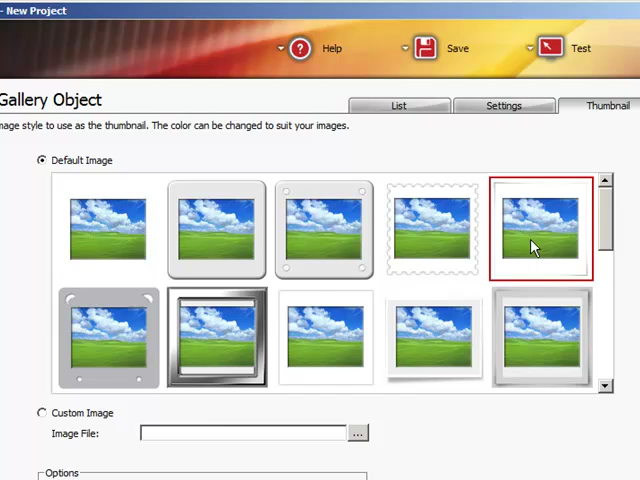 - New Project
Help
Save
Test
Gallery Object
List
Settings
Thumbnail
mage style to use as the thumbnail. The color can be changed to suit your images.
Default Image
Custom Image
Image File:
...
Options